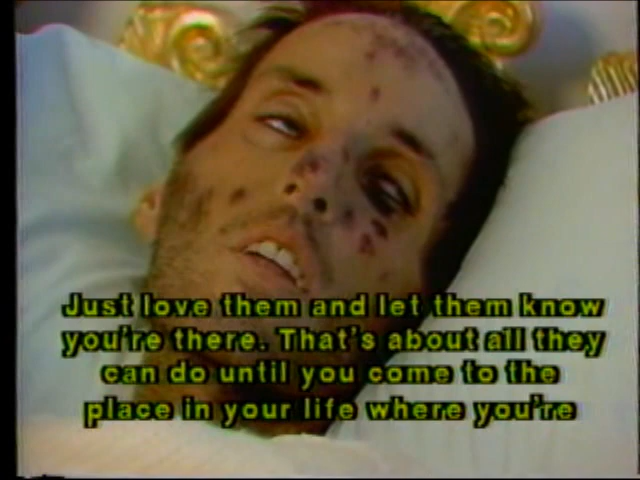 Just love them and let them know
you're there. That's about all they
can do until you come to the
place in your life where you're